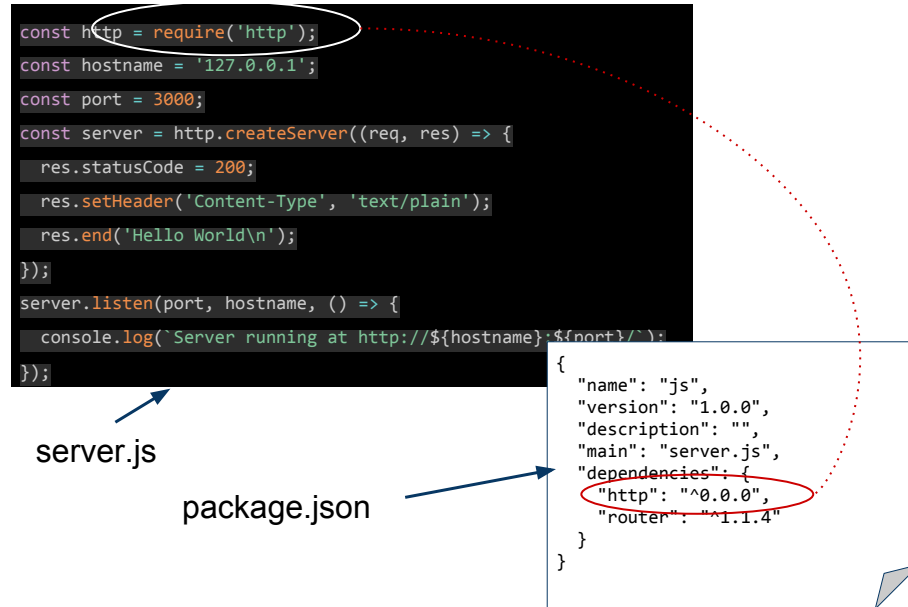 const http = require('http');
const hostname = '127.0.0.1';
const port = 3000;
const server = http.createServer((req, res) => {
  res.statusCode = 200;
  res.setHeader('Content-Type', 'text/plain');
  res.end('Hello World\n');
});
server.listen(port, hostname, () => {
  console.log(`Server running at http://${hostname}:${port}/`);
});
server.js
package.json
{
  "name": "js",
  "version": "1.0.0",
  "description": "",
  "main": "server.js",
  "dependencies": {
    "http": "^0.0.0",
    "router": "^1.1.4"
  }
}